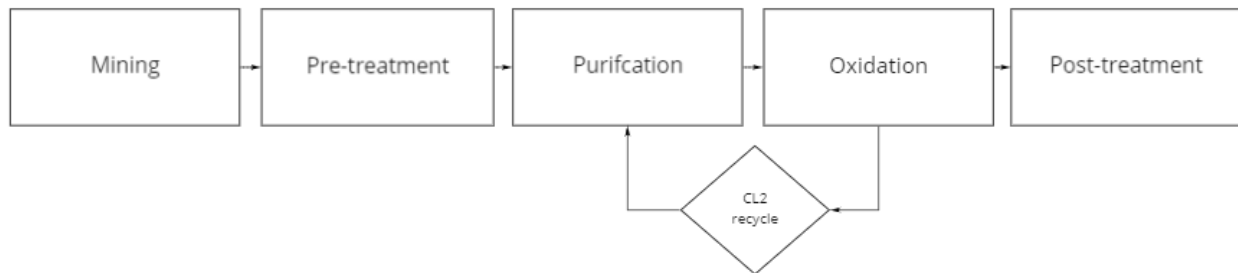 Mining
Pre-treatment
Purifcation
Oxidation
Post-treatment
CL2
recycle